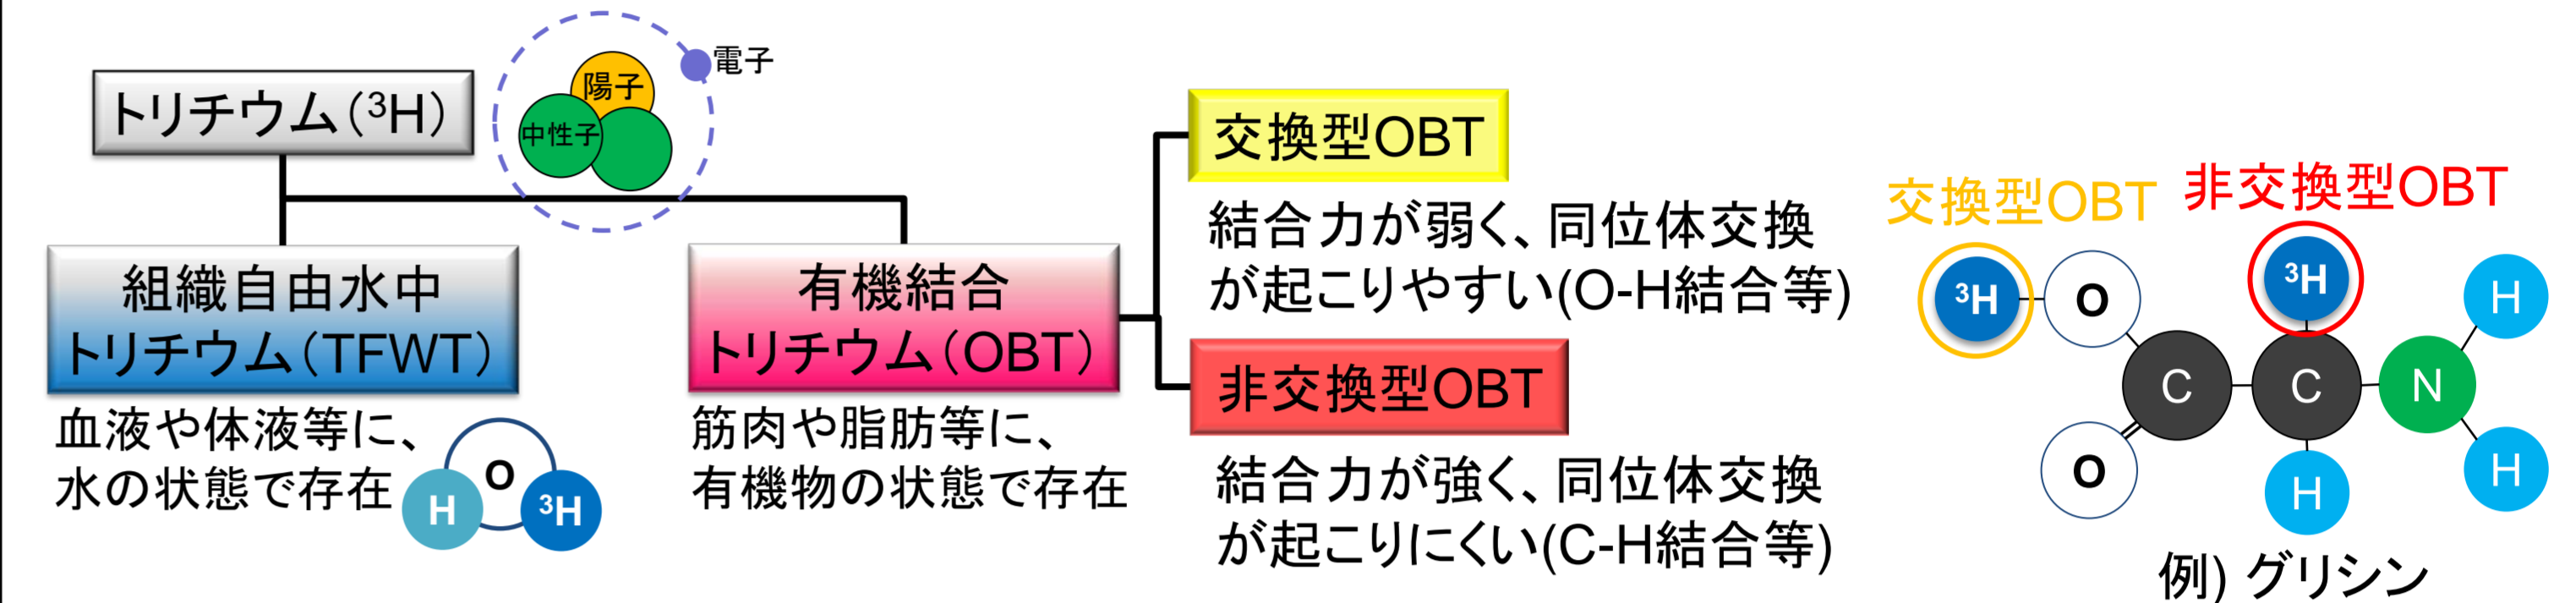 トリチウム(³H)
電子
陽子
中性子
組織自由水中
トリチウム(TFWT)
血液や体液等に、
水の状態で存在
H
O
³H
有機結合
トリチウム(OBT)
筋肉や脂肪等に、
有機物の状態で存在
交換型OBT
結合力が弱く、同位体交換
が起こりやすい(O-H結合等)
非交換型OBT
結合力が強く、同位体交換
が起こりにくい(C-H結合等)
交換型OBT
非交換型OBT
³H
O
³H
H
C
C
N
O
H
H
例) グリシン